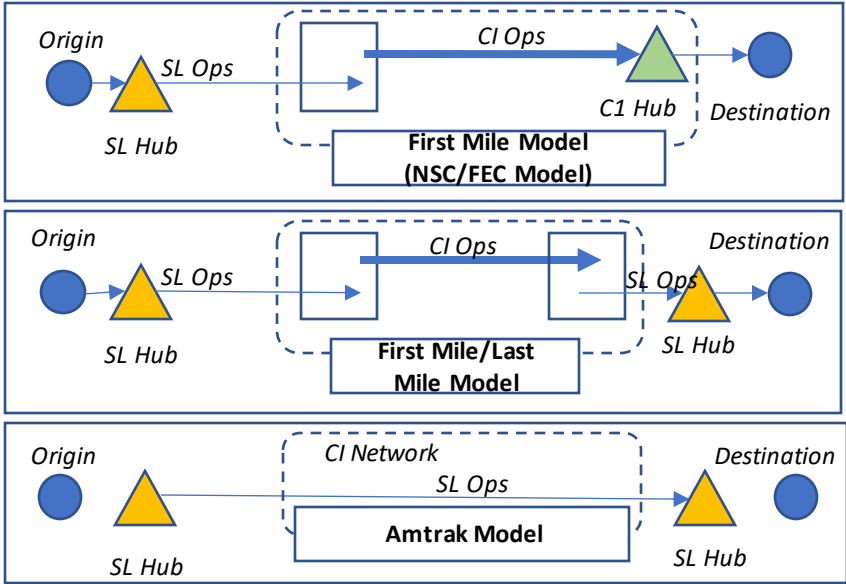 Origin
CI Ops
SL Ops
C1 Hub
Destination
SL Hub
First Mile Model
(NSC/FEC Model)
Origin
CI Ops
Destination
SL Ops
SL Ops
SL Hub
SL Hub
First Mile/Last
Mile Model
Origin
CI Network
Destination
SL Ops
Amtrak Model
SL Hub
SL Hub